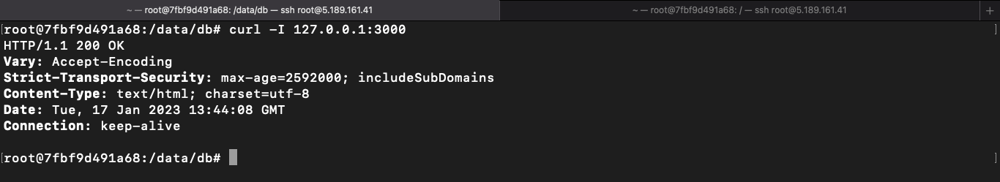 ~ — root@7fbf9d491a68: /data/db — ssh root@5.189.161.41
~ — root@7fbf9d491a68: / — ssh root@5.189.161.41
+
[root@7fbf9d491a68:/data/db# curl -I 127.0.0.1:3000 ]
HTTP/1.1 200 OK
Vary: Accept-Encoding
Strict-Transport-Security: max-age=2592000; includeSubDomains
Content-Type: text/html; charset=utf-8
Date: Tue, 17 Jan 2023 13:44:08 GMT
Connection: keep-alive
[root@7fbf9d491a68:/data/db# ]